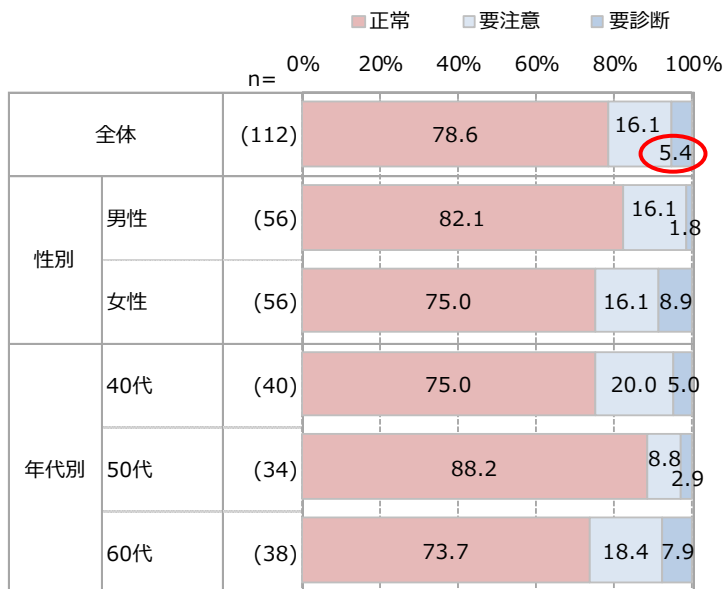 正常 要注意 要診断
n= 0% 20% 40% 60% 80% 100%
全体 (112) 78.6 16.1 5.4
性別
男性 (56) 82.1 16.1 1.8
女性 (56) 75.0 16.1 8.9
年代別
40代 (40) 75.0 20.0 5.0
50代 (34) 88.2 8.8 2.9
60代 (38) 73.7 18.4 7.9